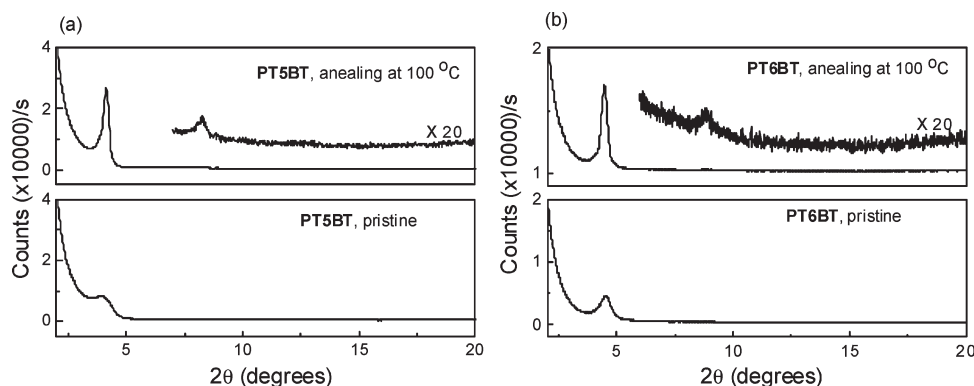 (a)
PT5BT, anealing at 100 °C
X 20
4
2
0
PT5BT, pristine
4
2
0
5
10
15
20
Counts (x10000)/s
2θ (degrees)
(b)
PT6BT, anealing at 100 °C
X 20
2
1
PT6BT, pristine
2
1
0
5
10
15
20
Counts (x10000)/s
2θ (degrees)